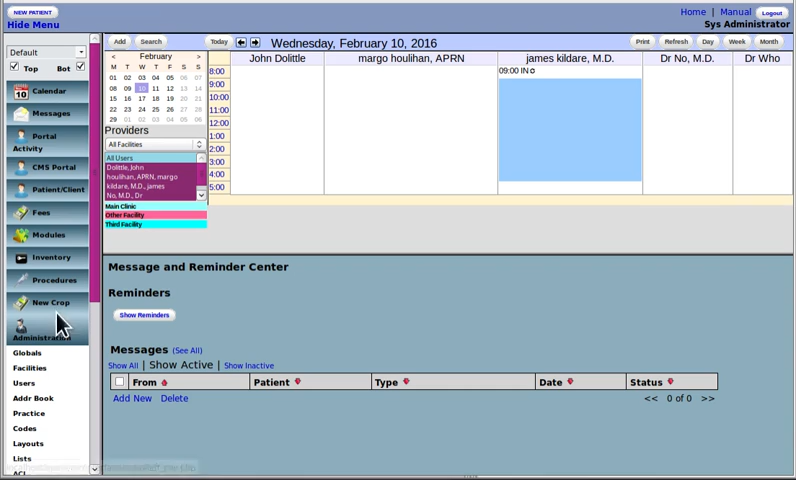 NEW PATIENT
Home | Manual Logout
Hide Menu
Sys Administrator
Default
Top Bot
Calendar
Messages
Portal
Activity
CMS Portal
Patient/Client
Fees
Modules
Inventory
Procedures
New Crop
Administration
Globals
Facilities
Users
Addr Book
Practice
Codes
Layouts
Lists
ACL
Add Search Today Wednesday, February 10, 2016 Print Refresh Day Week Month
< February >
M T W T F S S
01 02 03 04 05 06 07
08 09 10 11 12 13 14
15 16 17 18 19 20 21
22 23 24 25 26 27 28
29 01 02 03 04 05 06
Providers
All Facilities
All Users
Dolittle, John
houlihan, APRN, margo
kildare, M.D., james
No, M.D., Dr
Main Clinic
Other Facility
Third Facility
John Dolittle margo houlihan, APRN james kildare, M.D. Dr No, M.D. Dr Who
8:00
9:00
10:00
11:00
12:00
1:00
2:00
3:00
4:00
5:00
09:00 IN
Message and Reminder Center
Reminders
Show Reminders
Messages (See All)
Show All | Show Active | Show Inactive
From Patient Type Date Status
Add New Delete << 0 of 0 >>